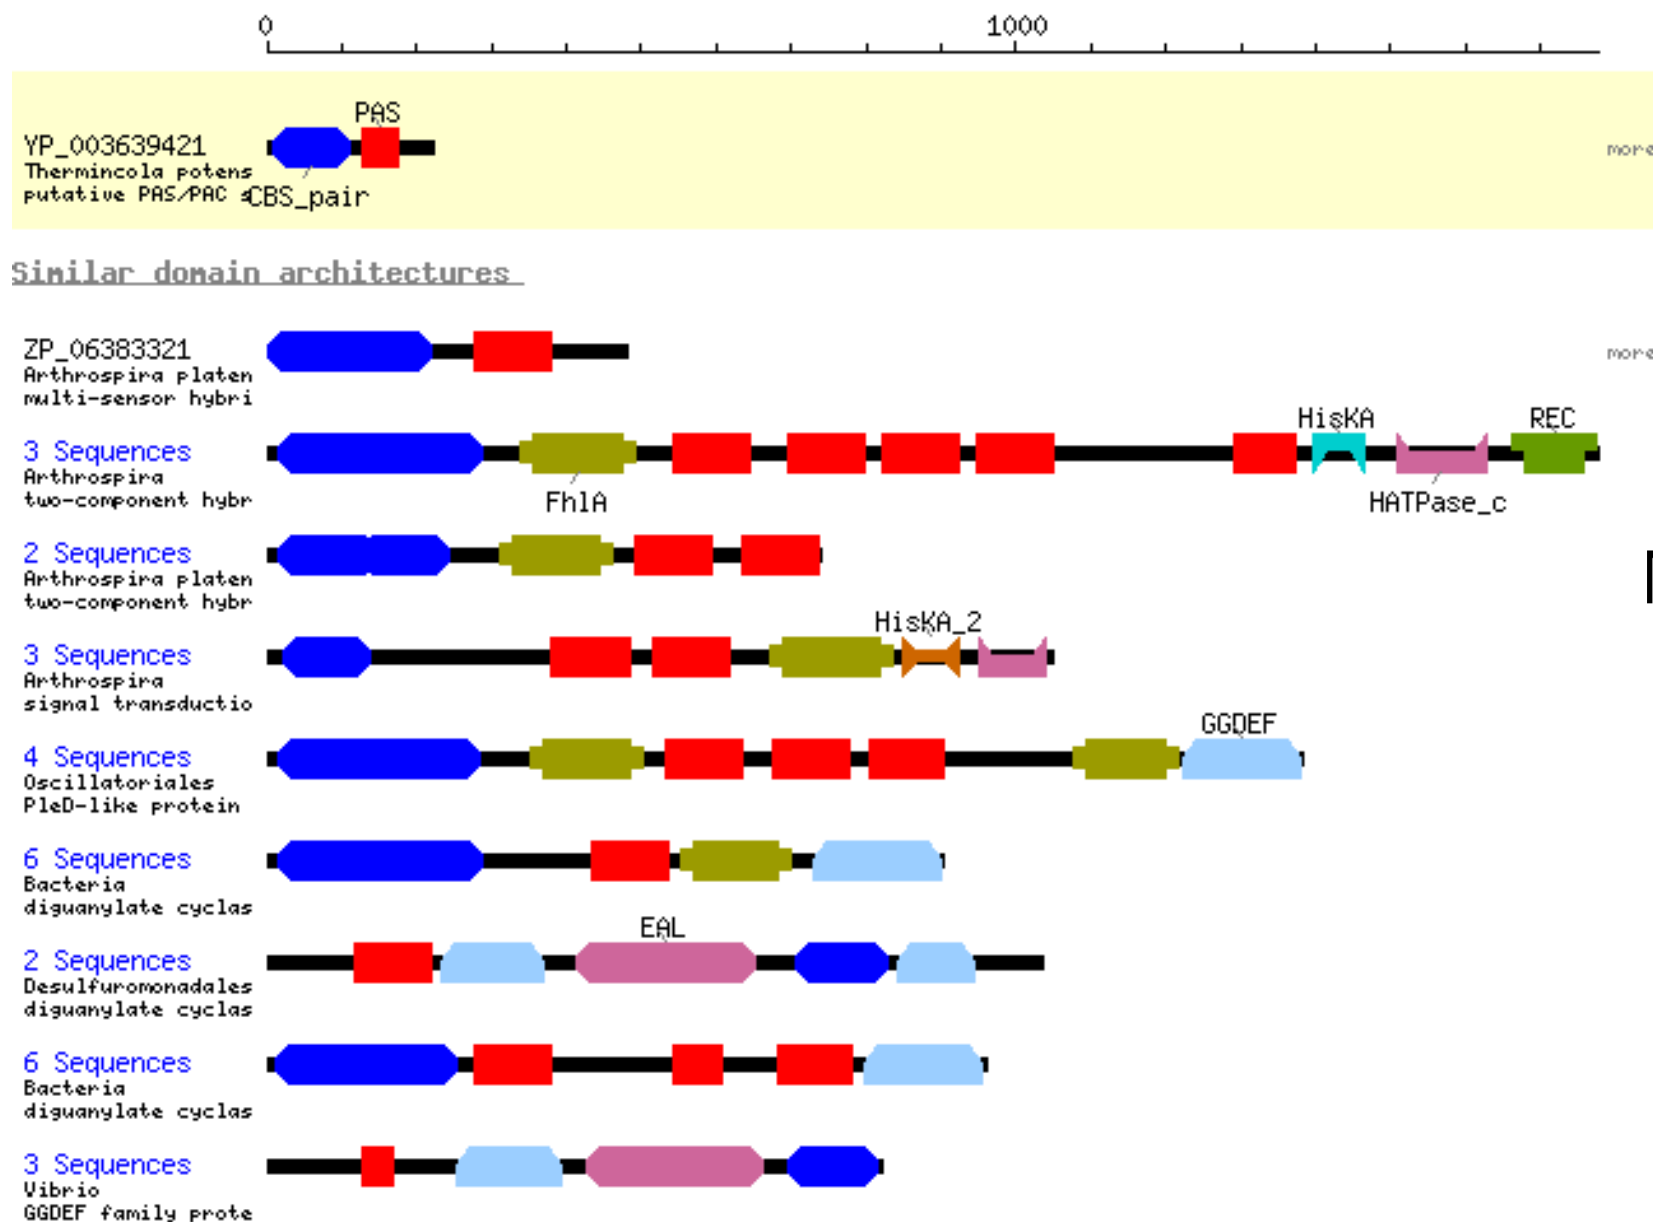 0 1000
PAS
YP_003639421 more
Thermincola potens
putative PAS/PAC s CBS_pair
Similar domain architectures
ZP_06383321 more
Arthrospira platen
multi-sensor hybri
HisKA REC
3 Sequences
Arthrospira
two-component hybr FhlA HATPase_c
2 Sequences
Arthrospira platen
two-component hybr
HisKA_2
3 Sequences
Arthrospira
signal transductio
GGDEF
4 Sequences
Oscillatoriales
PleD-like protein
6 Sequences
Bacteria
diguanylate cyclas
EAL
2 Sequences
Desulfuromonadales
diguanylate cyclas
6 Sequences
Bacteria
diguanylate cyclas
3 Sequences
Vibrio
GGDEF family prote